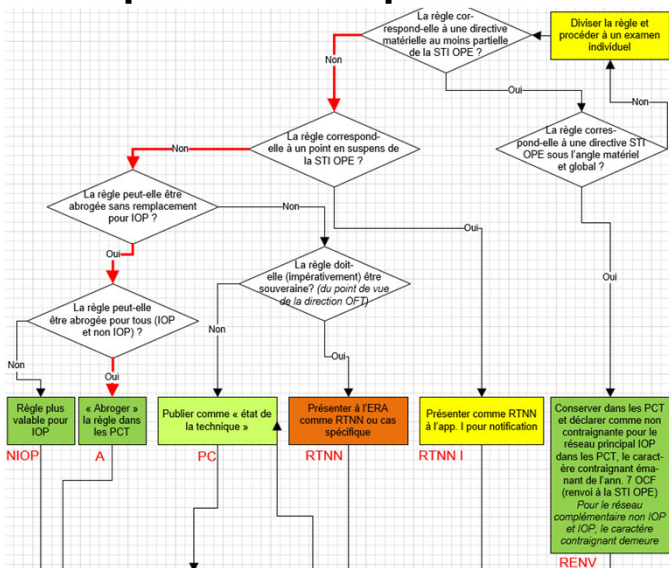 La règle cor-
respond-elle à une directive
matérielle au moins partielle
de la STI OPE ?
Diviser la règle et
procéder à un examen
individuel
Non
Oui
Non
La règle correspond-
elle à un point en suspens de
la STI OPE ?
La règle corres-
pond-elle à une directive STI
OPE sous l'angle matériel
et global ?
Non
La règle peut-elle être
abrogée sans remplacement
pour IOP ?
Non
Non
Oui
La règle doit-
elle (impérativement) être
souveraine? (du point de vue
de la direction OFT)
Oui
Oui
La règle peut-elle
être abrogée pour tous (IOP
et non IOP) ?
Non
Non
Oui
Oui
Règle plus
valable pour
IOP
« Abroger »
la règle dans
les PCT
Publier comme « état de
la technique »
Présenter à l'ERA
comme RTNN ou cas
spécifique
Présenter comme RTNN
à l'app. I pour notification
Conserver dans les PCT
et déclarer comme non
contraignante pour le
réseau principal IOP
dans les PCT, le caract-
ère contraignant éma-
nant de l'ann. 7 OCF
(renvoi à la STI OPE)
Pour le réseau
complémentaire non IOP
et IOP, le caractère
contraignant demeure
NIOP
A
PC
RTNN
RTNN I
RENV